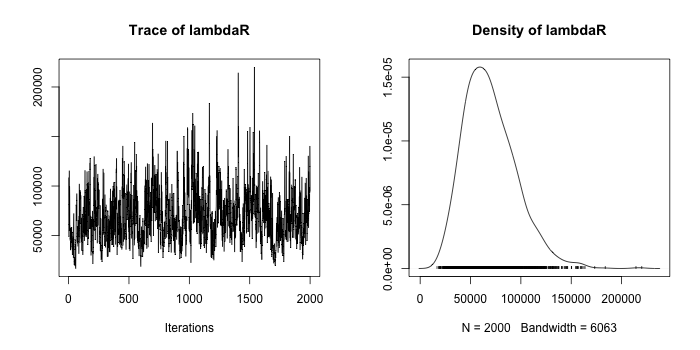 Trace of lambdaR
50000
100000
200000
0
500
1000
1500
2000
Iterations
Density of lambdaR
0.0e+00
5.0e-06
1.0e-05
1.5e-05
0
50000
100000
150000
200000
N = 2000 Bandwidth = 6063